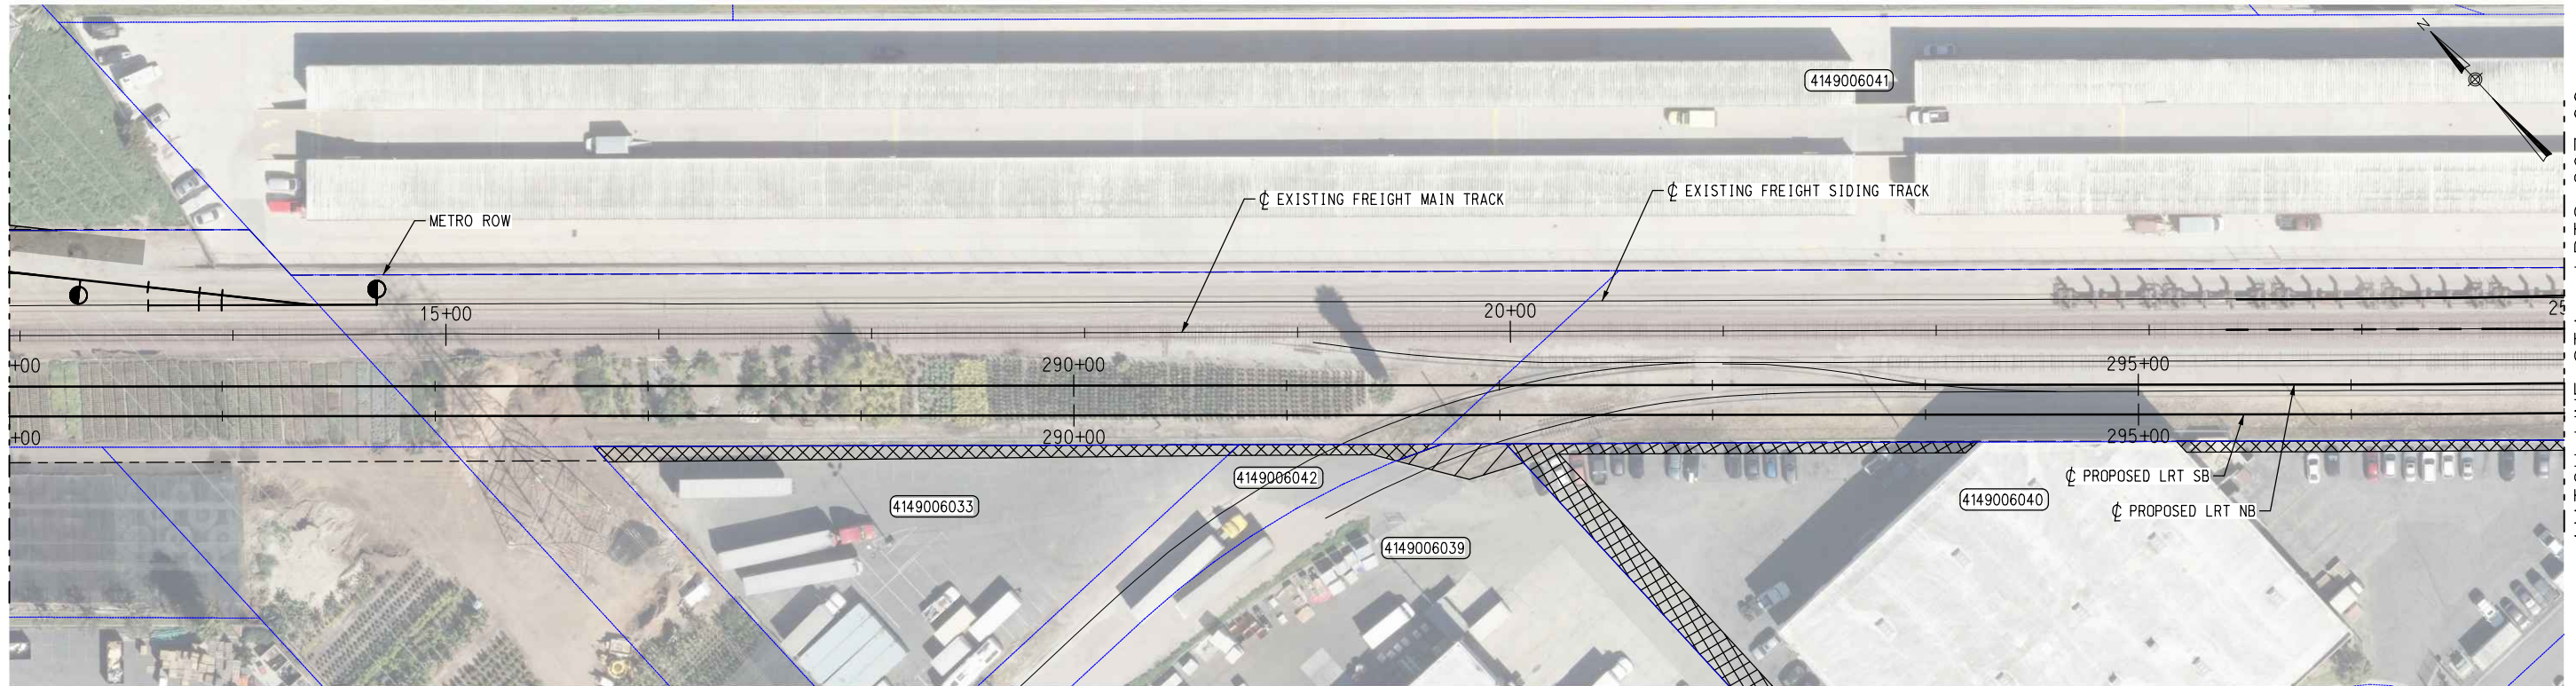 N
4149006041
℄ EXISTING FREIGHT SIDING TRACK
℄ EXISTING FREIGHT MAIN TRACK
METRO ROW
15+00
20+00
25
+00
290+00
295+00
+00
290+00
295+00
4149006042
℄ PROPOSED LRT SB
4149006033
4149006040
℄ PROPOSED LRT NB
4149006039